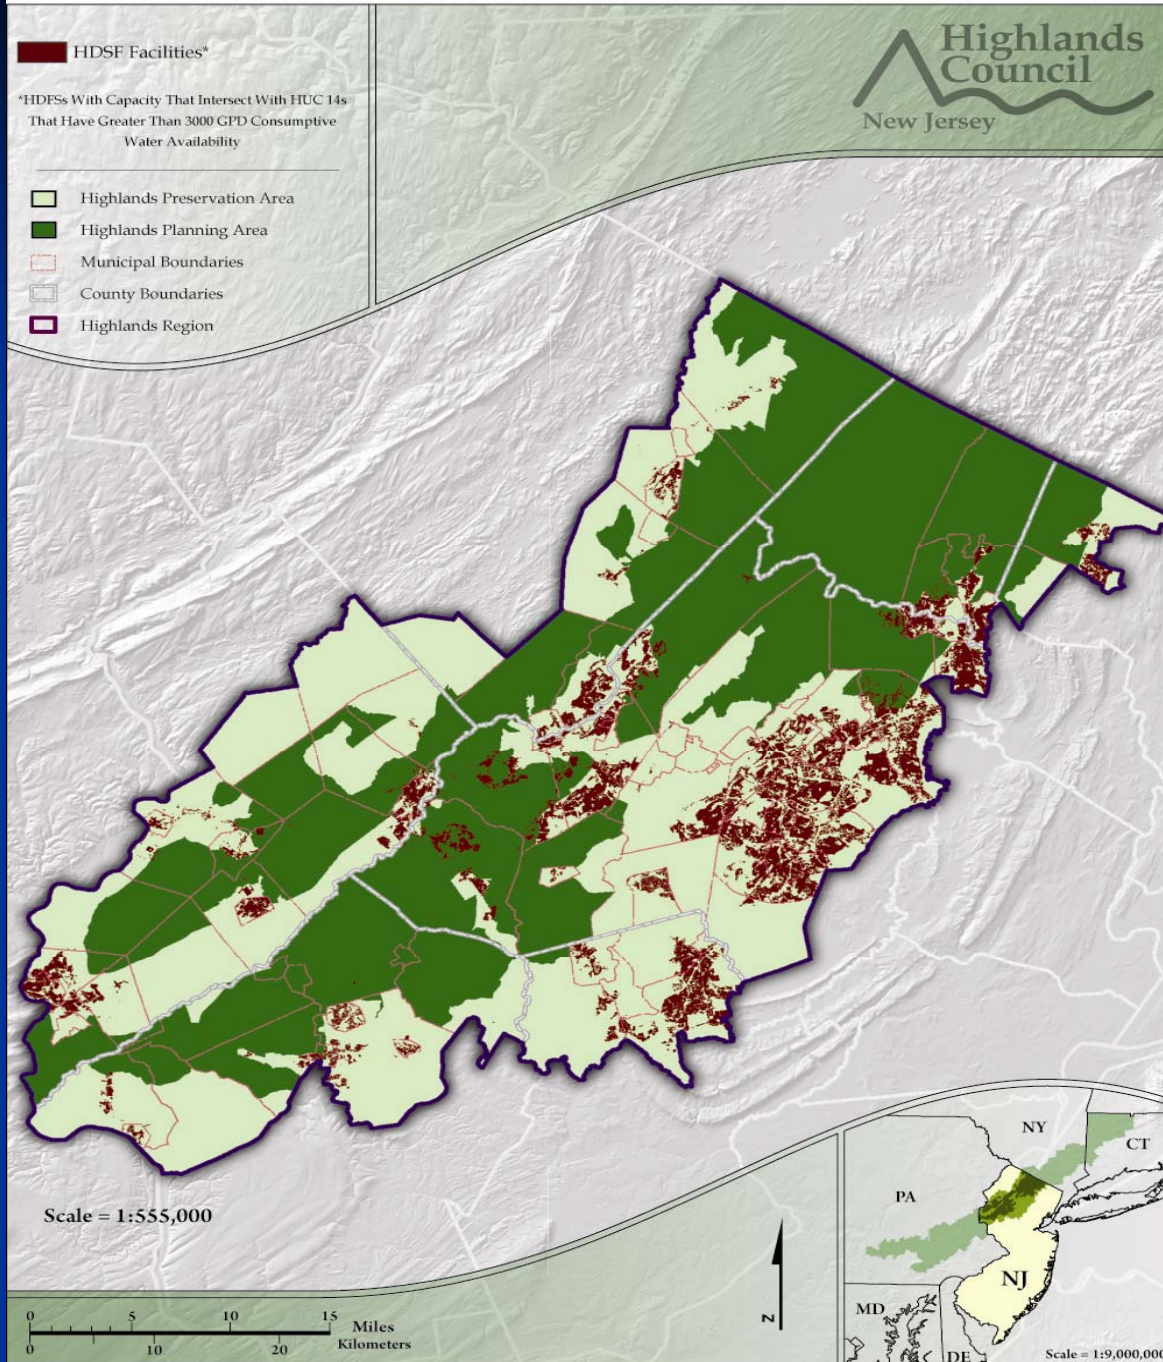 HDSF Facilities*
*HDFSs With Capacity That Intersect With HUC 14s
That Have Greater Than 3000 GPD Consumptive
Water Availability
Highlands Preservation Area
Highlands Planning Area
Municipal Boundaries
County Boundaries
Highlands Region
Highlands
Council
New Jersey
Scale = 1:555,000
0 5 10 15
Miles
Kilometers
0 10 20
N
NY
CT
PA
NJ
MD
DE
Scale = 1:9,000,000